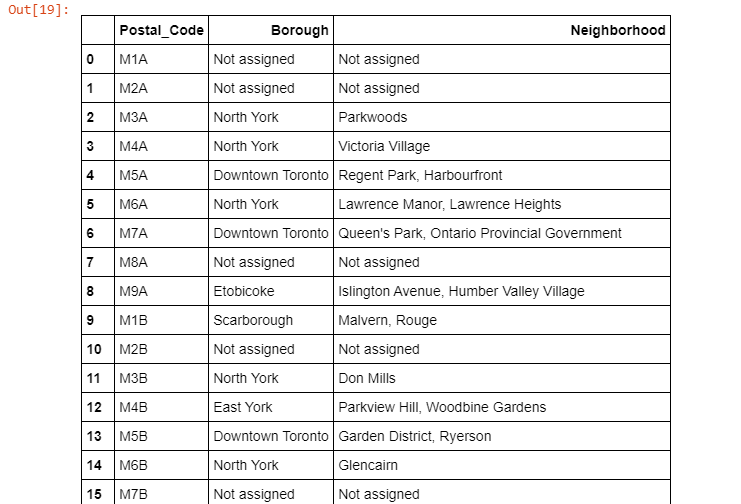 Out[19]:
Postal_Code Borough Neighborhood
0 M1A Not assigned Not assigned
1 M2A Not assigned Not assigned
2 M3A North York Parkwoods
3 M4A North York Victoria Village
4 M5A Downtown Toronto Regent Park, Harbourfront
5 M6A North York Lawrence Manor, Lawrence Heights
6 M7A Downtown Toronto Queen's Park, Ontario Provincial Government
7 M8A Not assigned Not assigned
8 M9A Etobicoke Islington Avenue, Humber Valley Village
9 M1B Scarborough Malvern, Rouge
10 M2B Not assigned Not assigned
11 M3B North York Don Mills
12 M4B East York Parkview Hill, Woodbine Gardens
13 M5B Downtown Toronto Garden District, Ryerson
14 M6B North York Glencairn
15 M7B Not assigned Not assigned